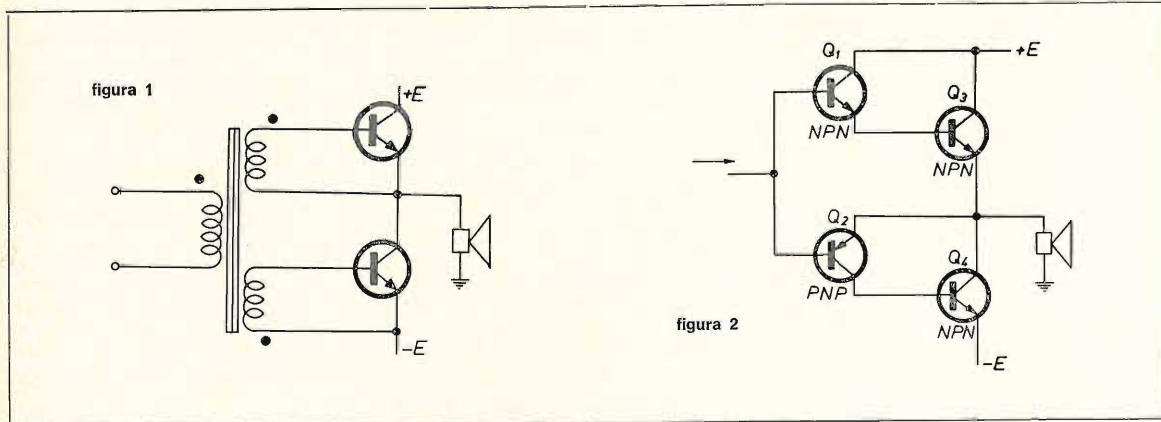 figura 1
+E
-E
Q1
+E
Q3
NPN
NPN
Q2
Q4
PNP
NPN
figura 2
-E